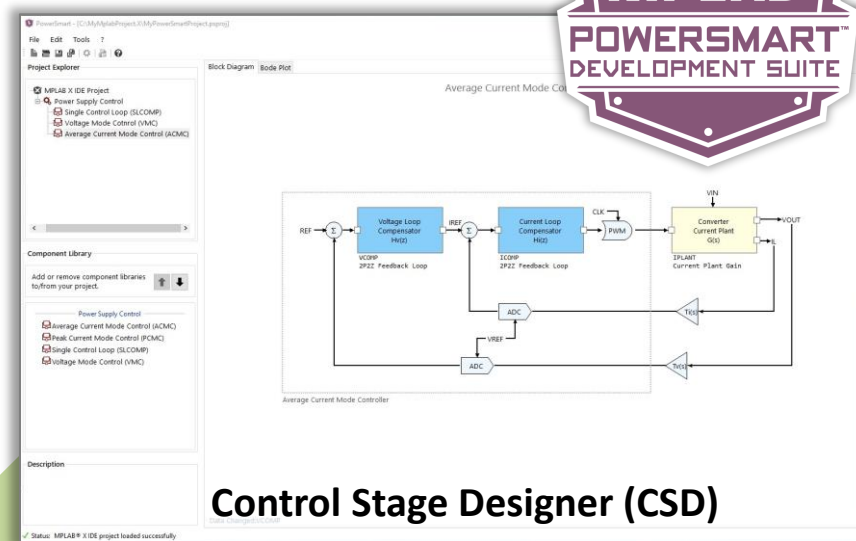 PowerSmart - [C:\MyMplabProject.X\MyPowerSmartProject.psproj]
POWERSMART™
DEVELOPMENT SUITE
File Edit Tools ?
Project Explorer
MPLAB X IDE Project
Power Supply Control
Single Control Loop (SLCOMP)
Voltage Mode Cotnrol (VMC)
Average Current Mode Control (ACMC)
Block Diagram Bode Plot
Average Current Mode Co
VIN
CLK
REF
Σ
Voltage Loop
Compensator
Hv(z)
VCOMP
2P2Z Feedback Loop
IREF
Σ
Current Loop
Compensator
Hi(z)
ICOMP
2P2Z Feedback Loop
PWM
Converter
Current Plant
G(s)
IPLANT
Current Plant Gain
VOUT
IL
ADC
Ti(s)
VREF
ADC
Tv(s)
Average Current Mode Controller
Component Library
Add or remove component libraries
to/from your project.
Power Supply Control
Average Current Mode Control (ACMC)
Peak Current Mode Control (PCMC)
Single Control Loop (SLCOMP)
Voltage Mode Control (VMC)
Description
Control Stage Designer (CSD)
Status: MPLAB® X IDE project loaded successfully